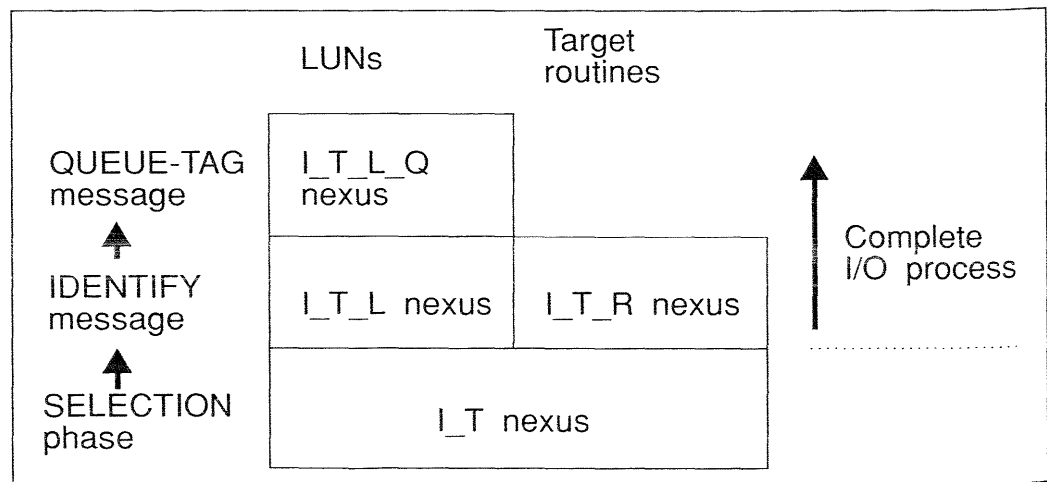 LUNs
Target
routines
QUEUE-TAG
message
I_T_L_Q
nexus
Complete
I/O process
IDENTIFY
message
I_T_L nexus
I_T_R nexus
SELECTION
phase
I_T nexus